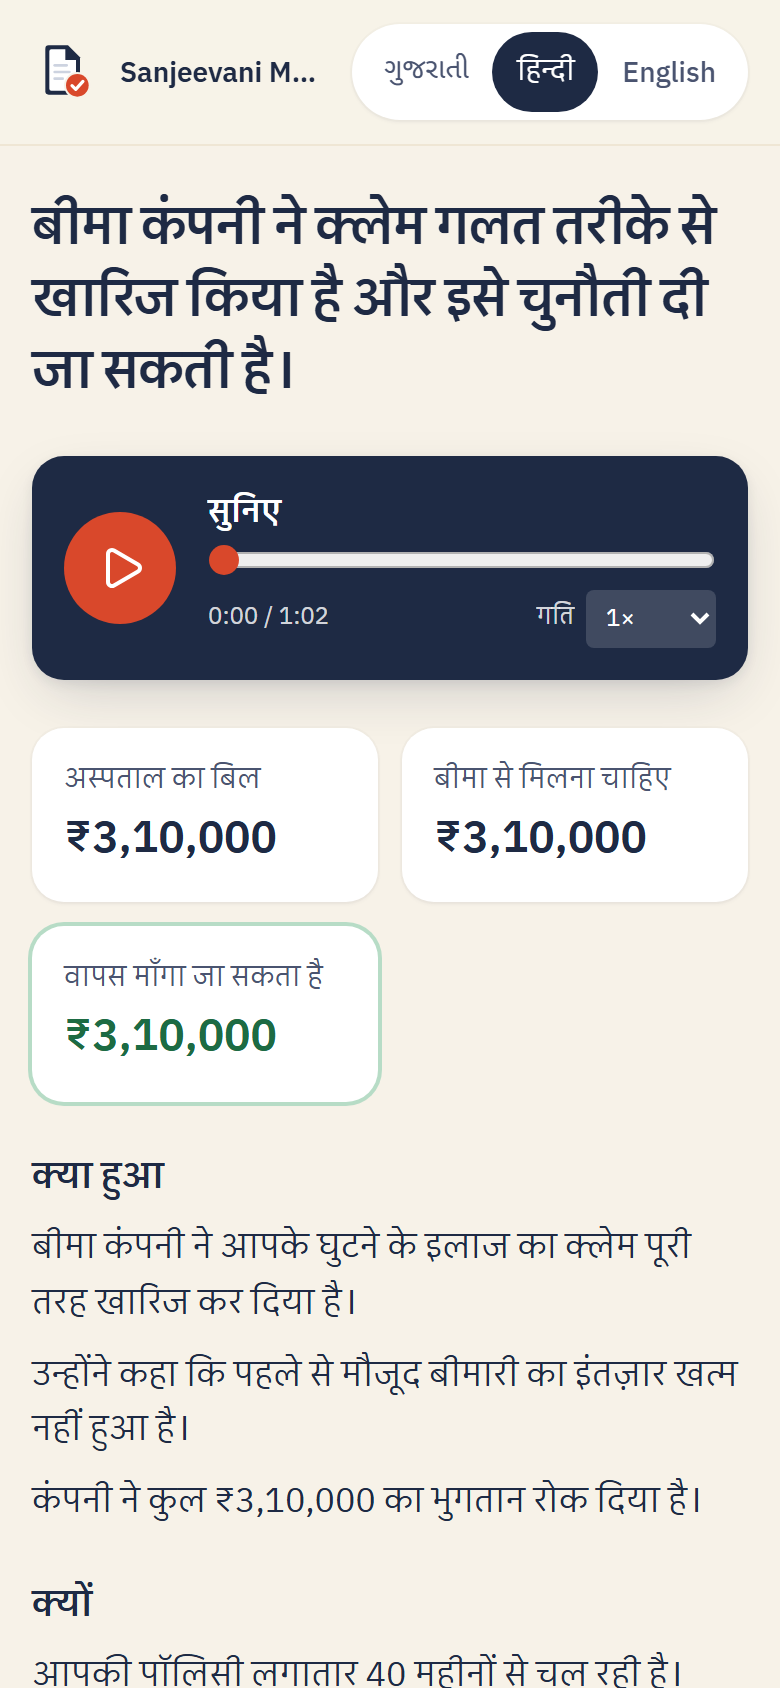 Sanjeevani M...
ગુજરાતી
हिन्दी
English
बीमा कंपनी ने क्लेम गलत तरीके से
खारिज किया है और इसे चुनौती दी
जा सकती है।
सुनिए
0:00 / 1:02
गति
1×
अस्पताल का बिल
₹3,10,000
बीमा से मिलना चाहिए
₹3,10,000
वापस माँगा जा सकता है
₹3,10,000
क्या हुआ
बीमा कंपनी ने आपके घुटने के इलाज का क्लेम पूरी
तरह खारिज कर दिया है।
उन्होंने कहा कि पहले से मौजूद बीमारी का इंतज़ार खत्म
नहीं हुआ है।
कंपनी ने कुल ₹3,10,000 का भुगतान रोक दिया है।
क्यों
आपकी पॉलिसी लगातार 40 महीनों से चल रही है।